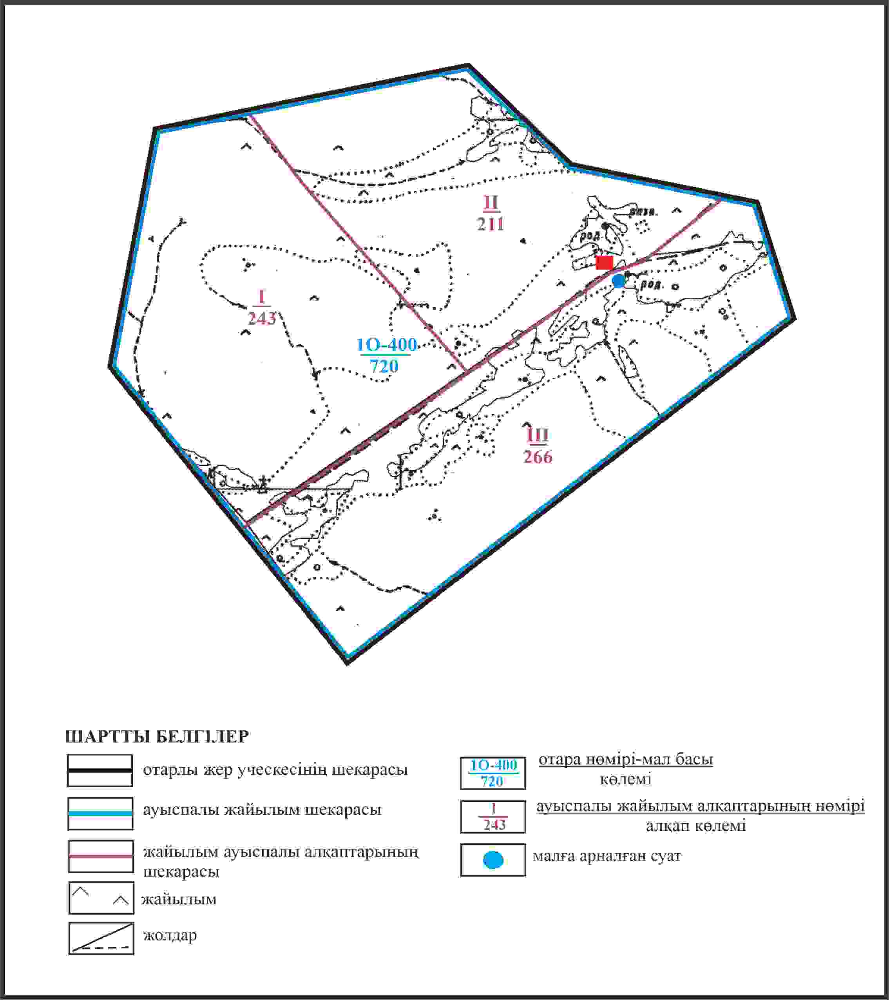 II
211
род.
род.
I
243
1О-400
720
III
266
ШАРТТЫ БЕЛГІЛЕР
отарлы жер уческесінің шекарасы
ауыспалы жайылым шекарасы
жайылым ауыспалы алқаптарының
шекарасы
жайылым
жолдар
1О-400
720
отара нөмірі-мал басы
көлемі
1
243
ауыспалы жайылым алқаптарының нөмірі
алқап көлемі
малға арналған суат